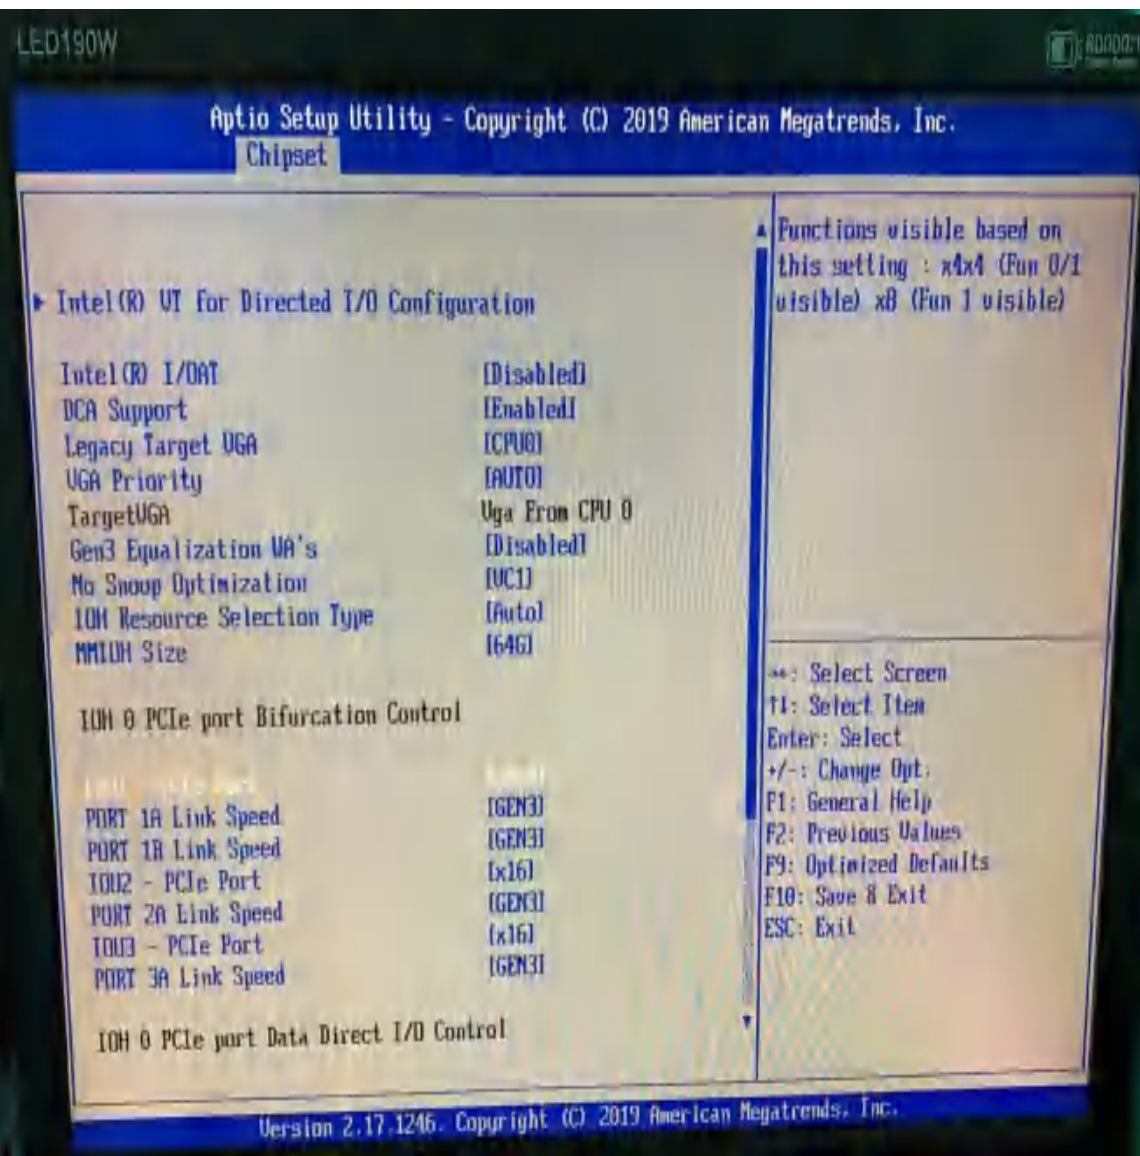 LED190W
Aptio Setup Utility - Copyright (C) 2019 American Megatrends, Inc.
Chipset
Intel(R) VT for Directed I/O Configuration
Intel(R) I/OAT [Disabled]
DCA Support [Enabled]
Legacy Target VGA [CPU0]
VGA Priority [AUTO]
TargetVGA Vga From CPU 0
Gen3 Equalization WA's [Disabled]
No Snoop Optimization [VC1]
IOH Resource Selection Type [Auto]
MMIOH Size [64G]
IOH 0 PCIe port Bifurcation Control
PORT 1A Link Speed [GEN3]
PORT 1B Link Speed [GEN3]
IOU2 - PCIe Port [x16]
PORT 2A Link Speed [GEN3]
IOU3 - PCIe Port [x16]
PORT 3A Link Speed [GEN3]
IOH 0 PCIe port Data Direct I/O Control
Functions visible based on
this setting : x4x4 (Fun 0/1
visible) x8 (Fun 1 visible)
: Select Screen
↑↓: Select Item
Enter: Select
+/-: Change Opt.
F1: General Help
F2: Previous Values
F9: Optimized Defaults
F10: Save & Exit
ESC: Exit
Version 2.17.1246. Copyright (C) 2019 American Megatrends, Inc.